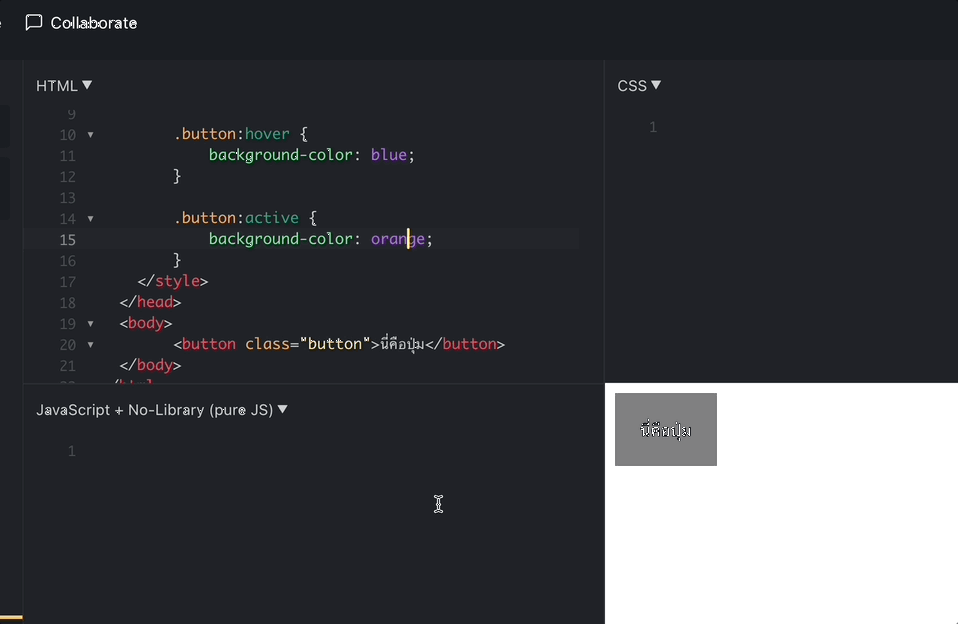 Collaborate
HTML ▼
9
10 ▾ .button:hover {
11 background-color: blue;
12 }
13
14 ▾ .button:active {
15 background-color: orange;
16 }
17 </style>
18 </head>
19 ▾ <body>
20 ▾ <button class="button">นี่คือปุ่ม</button>
21 </body>
CSS ▼
1
JavaScript + No-Library (pure JS) ▼
1
นี่คือปุ่ม